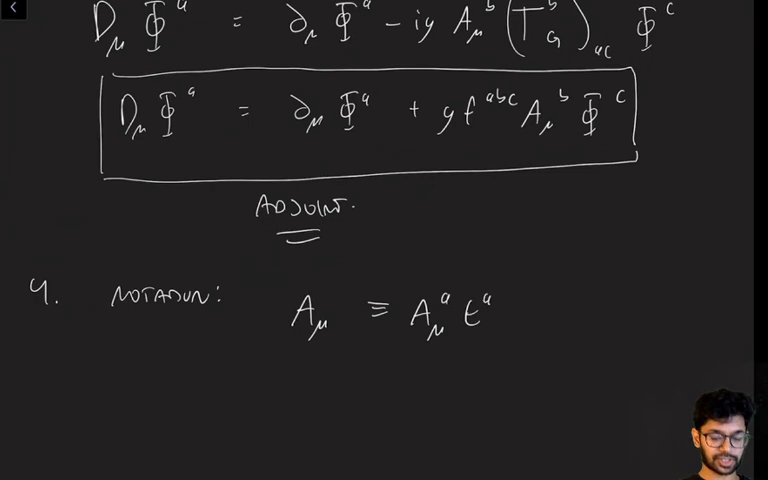 D_μ Φ^a = ∂_μ Φ^a - ig A_μ^b (T_G^b)_{ac} Φ^c
D_μ Φ^a = ∂_μ Φ^a + g f^{abc} A_μ^b Φ^c
ADJOINT.
4. NOTATION: A_μ ≡ A_μ^a t^a